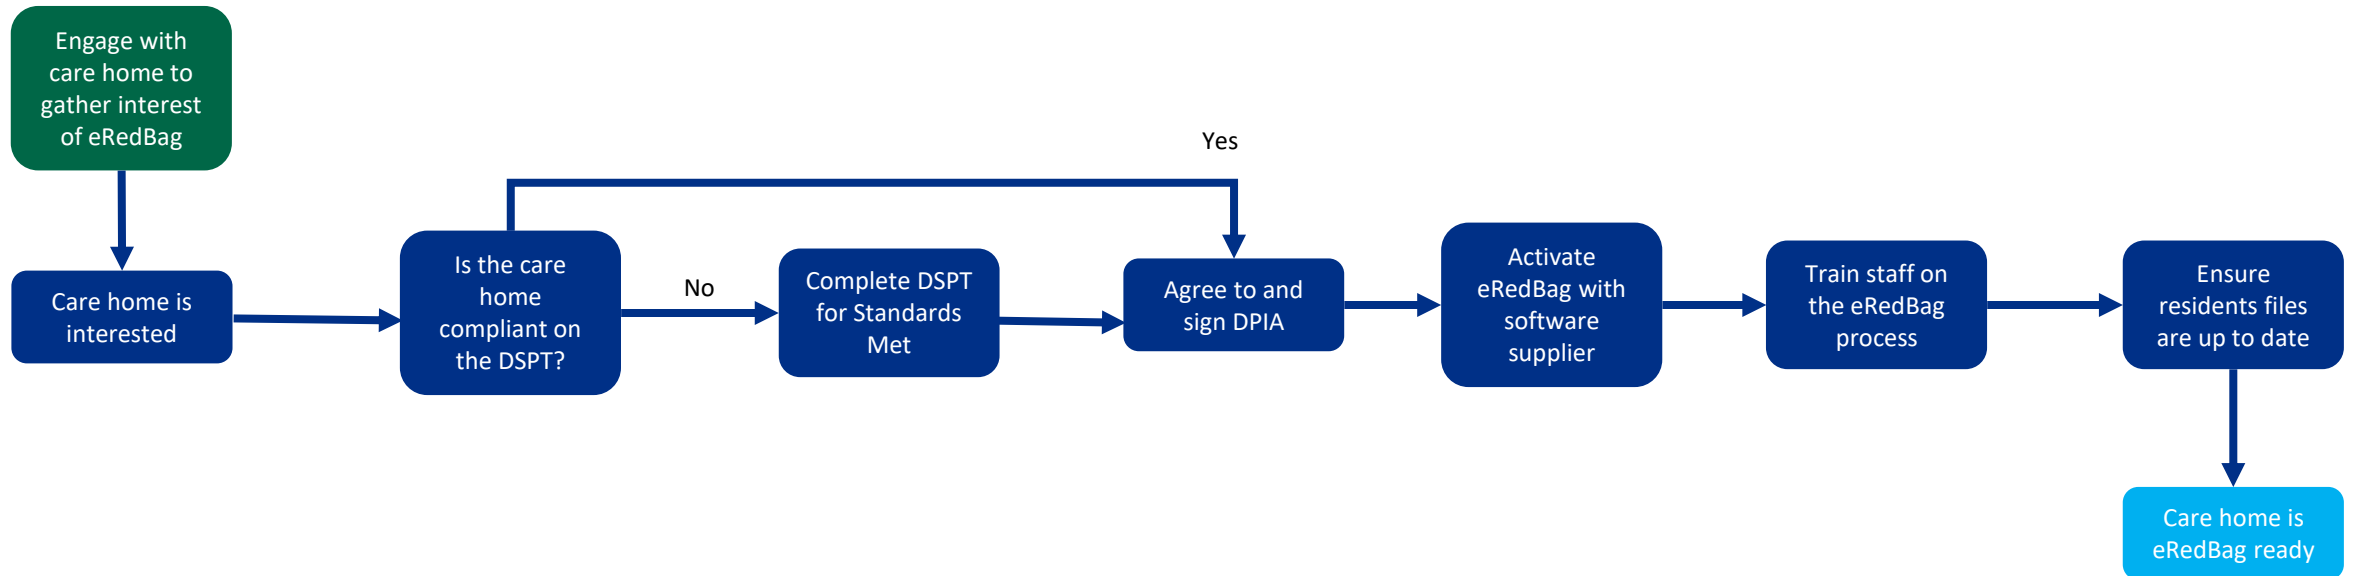 Engage with
care home to
gather interest
of eRedBag
Care home is
interested
Is the care
home
compliant on
the DSPT?
Yes
No
Complete DSPT
for Standards
Met
Agree to and
sign DPIA
Activate
eRedBag with
software
supplier
Train staff on
the eRedBag
process
Ensure
residents files
are up to date
Care home is
eRedBag ready